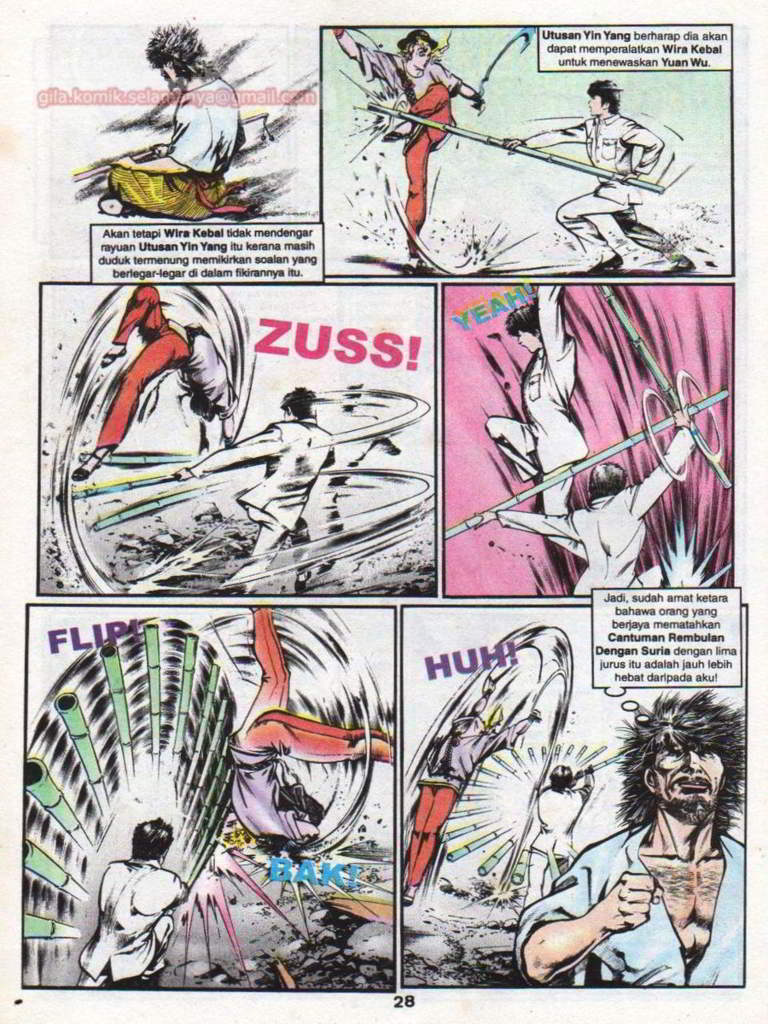 gila.komik.selamanya@gmail.com
Utusan Yin Yang berharap dia akan
dapat memperalatkan Wira Kebal
untuk menewaskan Yuan Wu.
Akan tetapi Wira Kebal tidak mendengar
rayuan Utusan Yin Yang itu kerana masih
duduk termenung memikirkan soalan yang
berlegar-legar di dalam fikirannya itu.
ZUSS!
YEAH!
FLIP!
BAK!
HUH!
Jadi, sudah amat ketara
bahawa orang yang
berjaya mematahkan
Cantuman Rembulan
Dengan Suria dengan lima
jurus itu adalah jauh lebih
hebat daripada aku!
28